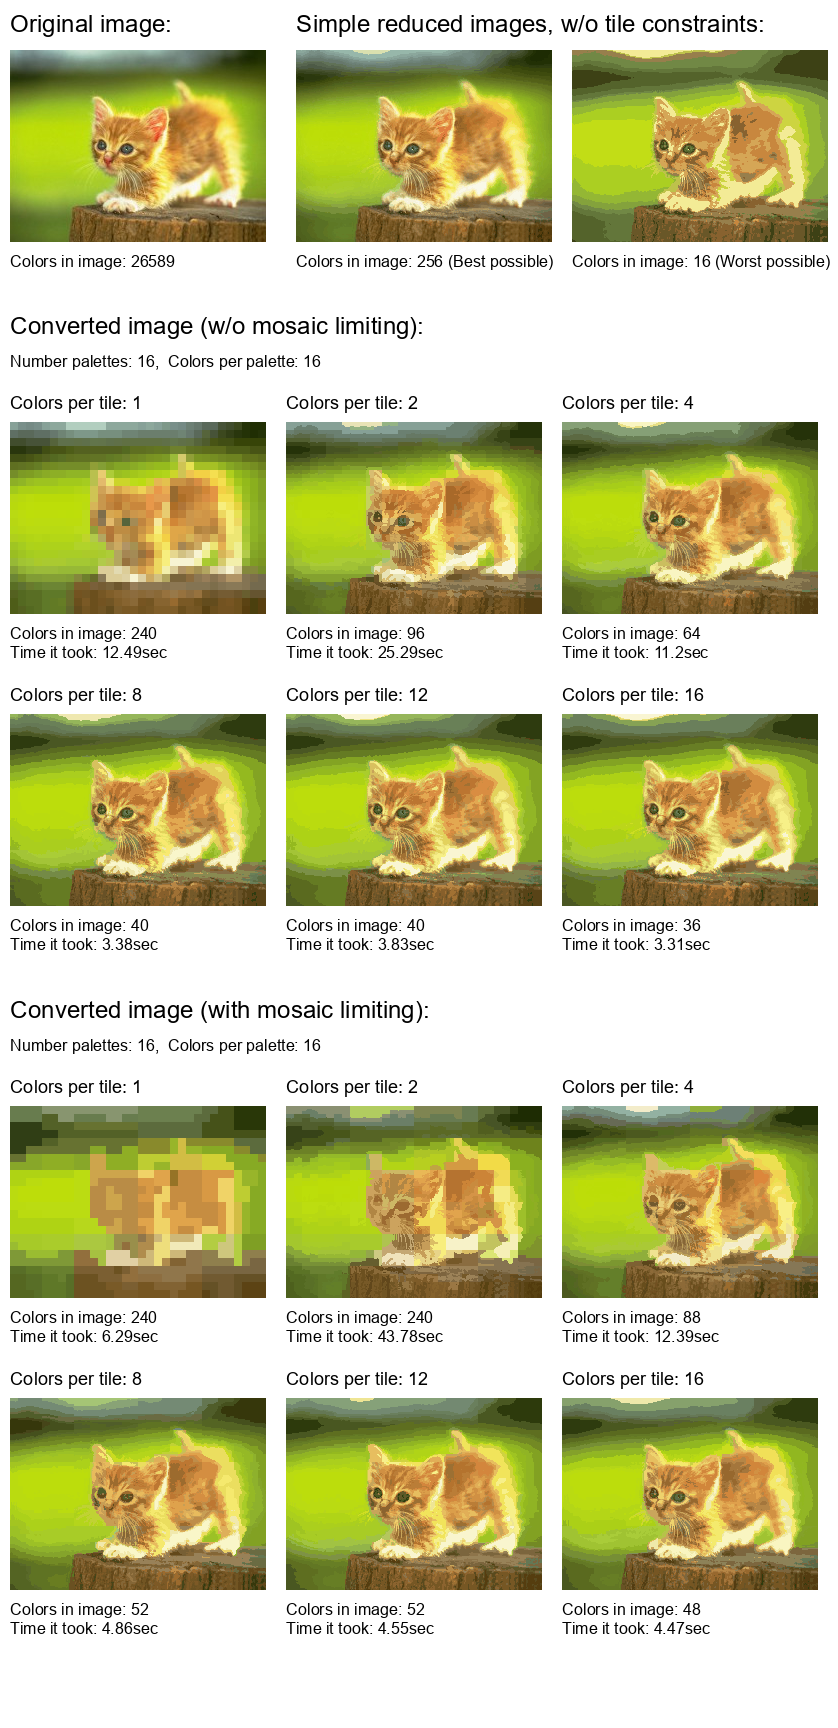 Original image:
Simple reduced images, w/o tile constraints:
Colors in image: 26589
Colors in image: 256 (Best possible)
Colors in image: 16 (Worst possible)
Converted image (w/o mosaic limiting):
Number palettes: 16,  Colors per palette: 16
Colors per tile: 1
Colors per tile: 2
Colors per tile: 4
Colors in image: 240
Time it took: 12.49sec
Colors in image: 96
Time it took: 25.29sec
Colors in image: 64
Time it took: 11.2sec
Colors per tile: 8
Colors per tile: 12
Colors per tile: 16
Colors in image: 40
Time it took: 3.38sec
Colors in image: 40
Time it took: 3.83sec
Colors in image: 36
Time it took: 3.31sec
Converted image (with mosaic limiting):
Number palettes: 16,  Colors per palette: 16
Colors per tile: 1
Colors per tile: 2
Colors per tile: 4
Colors in image: 240
Time it took: 6.29sec
Colors in image: 240
Time it took: 43.78sec
Colors in image: 88
Time it took: 12.39sec
Colors per tile: 8
Colors per tile: 12
Colors per tile: 16
Colors in image: 52
Time it took: 4.86sec
Colors in image: 52
Time it took: 4.55sec
Colors in image: 48
Time it took: 4.47sec